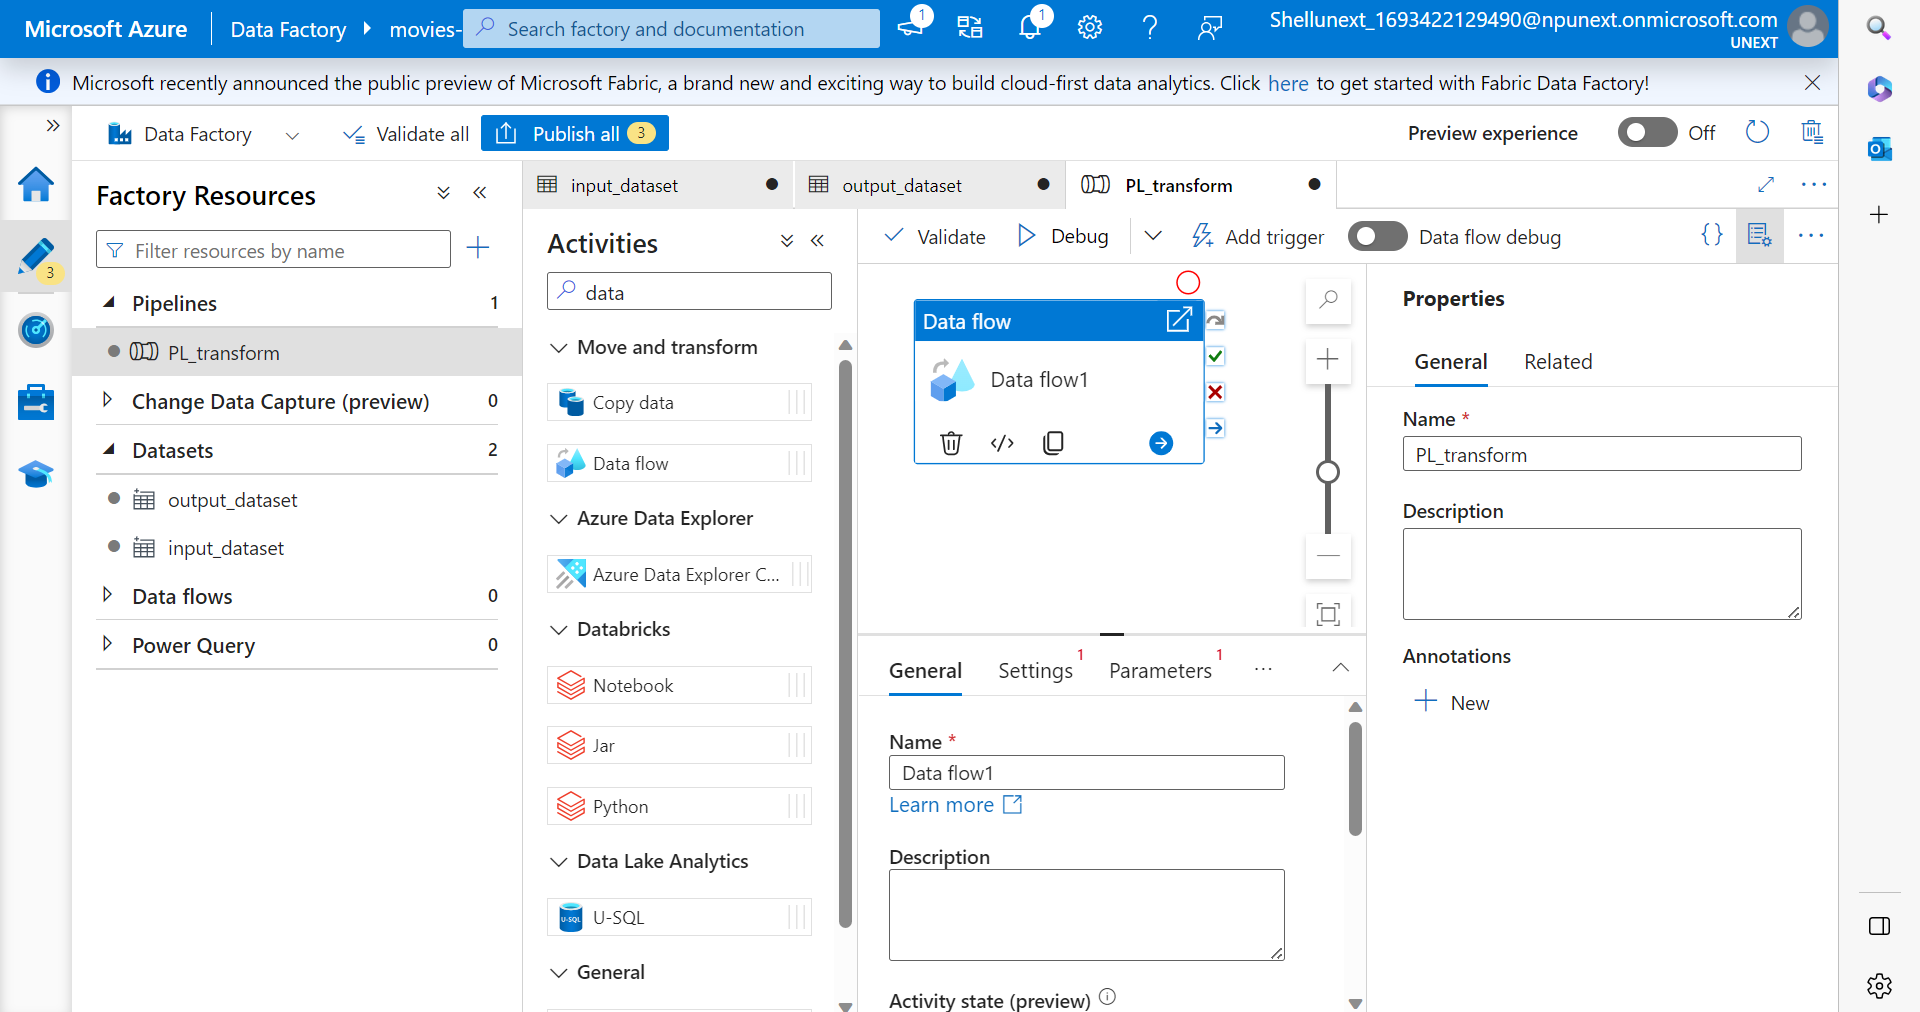 Microsoft Azure
Data Factory
movies-
Search factory and documentation
1
1
Shellunext_1693422129490@npunext.onmicrosoft.com
UNEXT
Microsoft recently announced the public preview of Microsoft Fabric, a brand new and exciting way to build cloud-first data analytics. Click here to get started with Fabric Data Factory!
Data Factory
Validate all
Publish all 3
Preview experience
Off
3
Factory Resources
Filter resources by name
Pipelines 1
PL_transform
Change Data Capture (preview) 0
Datasets 2
output_dataset
input_dataset
Data flows 0
Power Query 0
input_dataset
output_dataset
PL_transform
Activities
data
Move and transform
Copy data
Data flow
Azure Data Explorer
Azure Data Explorer C...
Databricks
Notebook
Jar
Python
Data Lake Analytics
U-SQL
U-SQL
General
Validate
Debug
Add trigger
Data flow debug
Data flow
Data flow1
General
Settings 1
Parameters 1
Name *
Data flow1
Learn more
Description
Activity state (preview)
Properties
General
Related
Name *
PL_transform
Description
Annotations
New